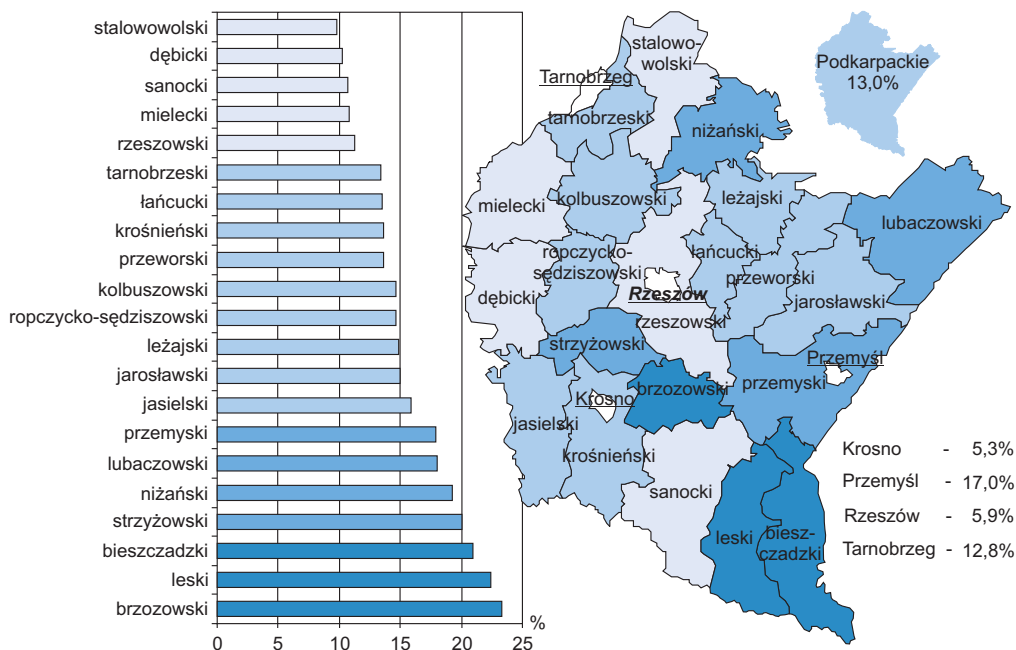 stalowowolski
dębicki
sanocki
mielecki
rzeszowski
tarnobrzeski
łańcucki
krośnieński
przeworski
kolbuszowski
ropczycko-sędziszowski
leżajski
jarosławski
jasielski
przemyski
lubaczowski
niżański
strzyżowski
bieszczadzki
leski
brzozowski
0 5 10 15 20 25
%
stalowo-
wolski
Tarnobrzeg
tarnobrzeski
niżański
Podkarpackie
13,0%
mielecki
kolbuszowski
leżajski
lubaczowski
ropczycko-
sędziszowski
łańcucki
przeworski
jarosławski
dębicki
Rzeszów
rzeszowski
strzyżowski
Przemyśl
przemyski
brzozowski
Krosno
jasielski
krośnieński
sanocki
leski
biesz-
czadzki
Krosno - 5,3%
Przemyśl - 17,0%
Rzeszów - 5,9%
Tarnobrzeg - 12,8%